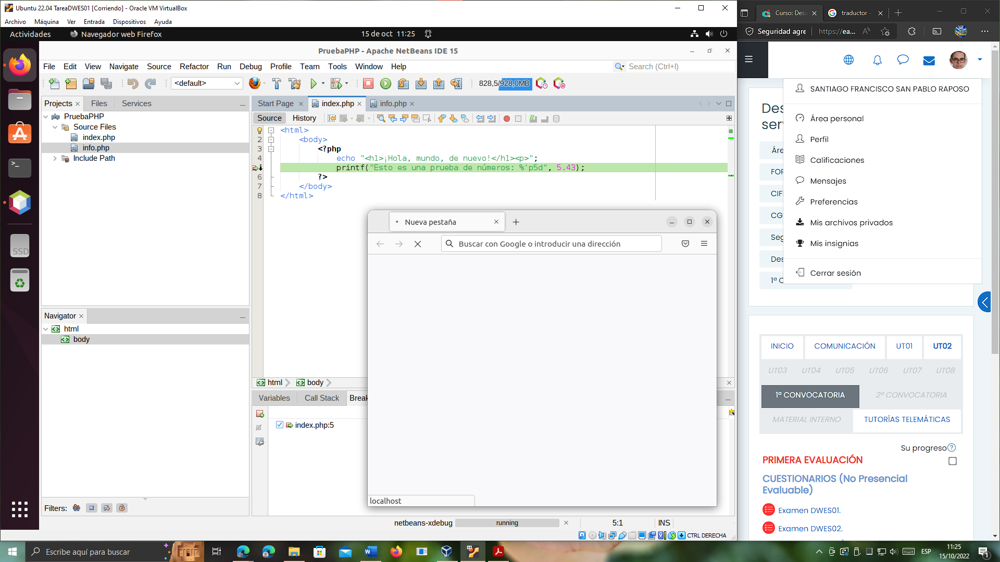 Ubuntu 22.04 TareaDWES01 [Corriendo] - Oracle VM VirtualBox
Archivo Máquina Ver Entrada Dispositivos Ayuda
Actividades Navegador web Firefox 15 de oct 11:25
PruebaPHP - Apache NetBeans IDE 15
File Edit View Navigate Source Refactor Run Debug Profile Team Tools Window Help Search (Ctrl+I)
<default> 828,5/928,0MB
Projects Files Services
PruebaPHP
Source Files
index.php
info.php
Include Path
Start Page index.php info.php
Source History
<html>
2 <body>
3 <?php
4 echo "<h1>¡Hola, mundo, de nuevo!</h1><p>";
printf("Esto es una prueba de números: %'p5d", 5.43);
6 ?>
7 </body>
8 </html>
Nueva pestaña
Buscar con Google o introducir una dirección
localhost
SSD
Navigator
html
body
Filters:
html body
Variables Call Stack Break
index.php:5
netbeans-xdebug running 5:1 INS
CTRL DERECHA
Curso: Desa traductor -
Seguridad agre https://ea...
SANTIAGO FRANCISCO SAN PABLO RAPOSO
Área personal
Perfil
Calificaciones
Mensajes
Preferencias
Mis archivos privados
Mis insignias
Cerrar sesión
Des
ser
Áre
FOR
CIF
CG
Seg
Des
1ª C
INICIO COMUNICACIÓN UT01 UT02
UT03 UT04 UT05 UT06 UT07 UT08
1ª CONVOCATORIA 2ª CONVOCATORIA
MATERIAL INTERNO TUTORÍAS TELEMÁTICAS
Su progreso
PRIMERA EVALUACIÓN
CUESTIONARIOS (No Presencial
Evaluable)
Examen DWES01.
Examen DWES02.
Escribe aquí para buscar
ESP
11:25
15/10/2022
1